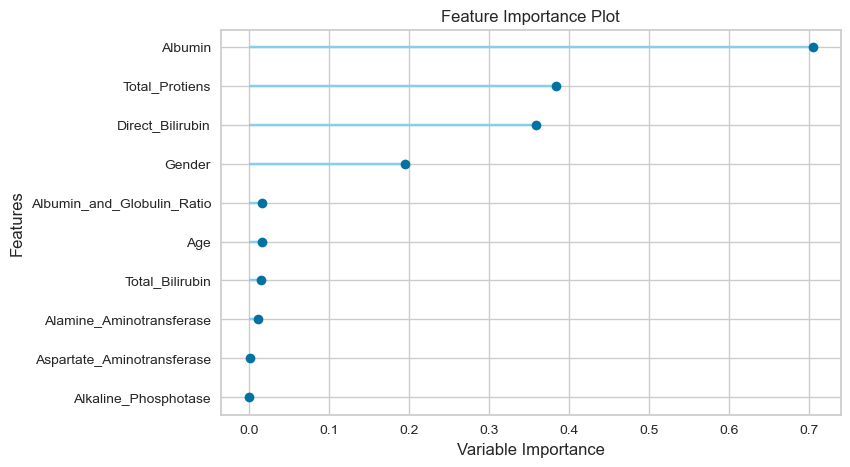 Feature Importance Plot
Albumin
Total_Protiens
Direct_Bilirubin
Gender
Albumin_and_Globulin_Ratio
Age
Total_Bilirubin
Alamine_Aminotransferase
Aspartate_Aminotransferase
Alkaline_Phosphotase
Features
0.0 0.1 0.2 0.3 0.4 0.5 0.6 0.7
Variable Importance